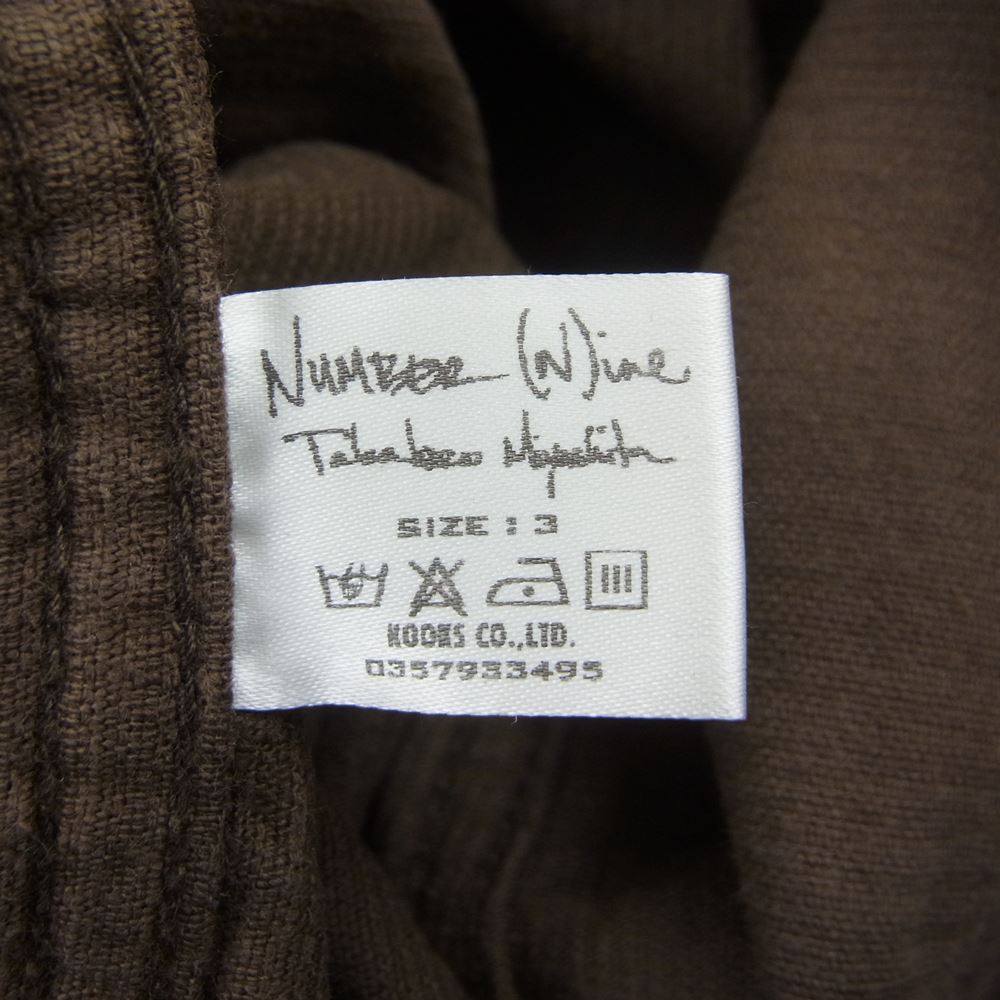 NUMBER (N)ine
Takahiro Miyashita
SIZE : 3
KOOKS CO.,LTD.
0357933495